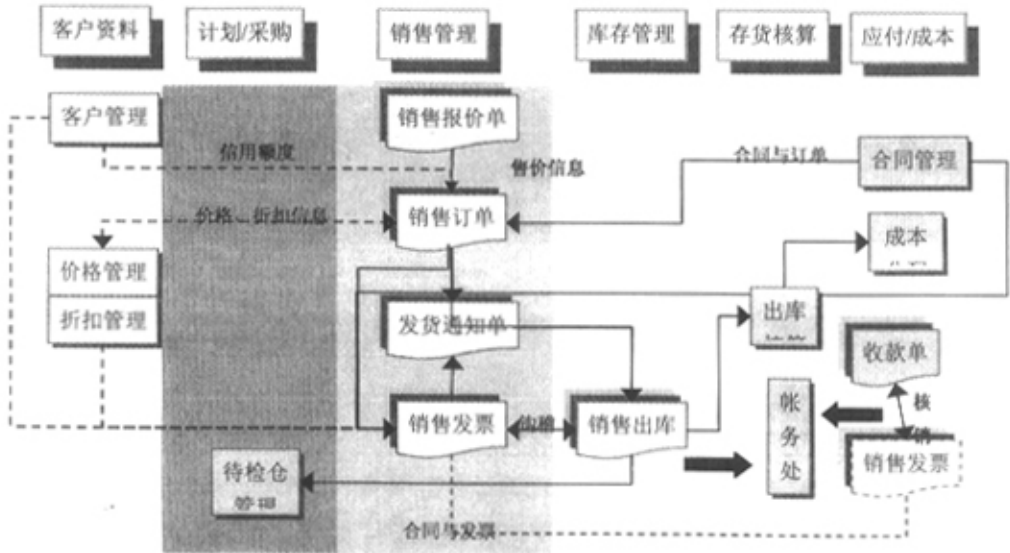 客户资料
计划/采购
销售管理
库存管理
存货核算
应付/成本
客户管理
销售报价单
信用额度
售价信息
合同与订单
合同管理
价格、折扣信息
销售订单
成本
价格管理
折扣管理
发货通知单
出库
收款单
核
销
销售发票
勾稽
销售出库
帐
务
处
销售发票
待检仓
管理
合同与发票